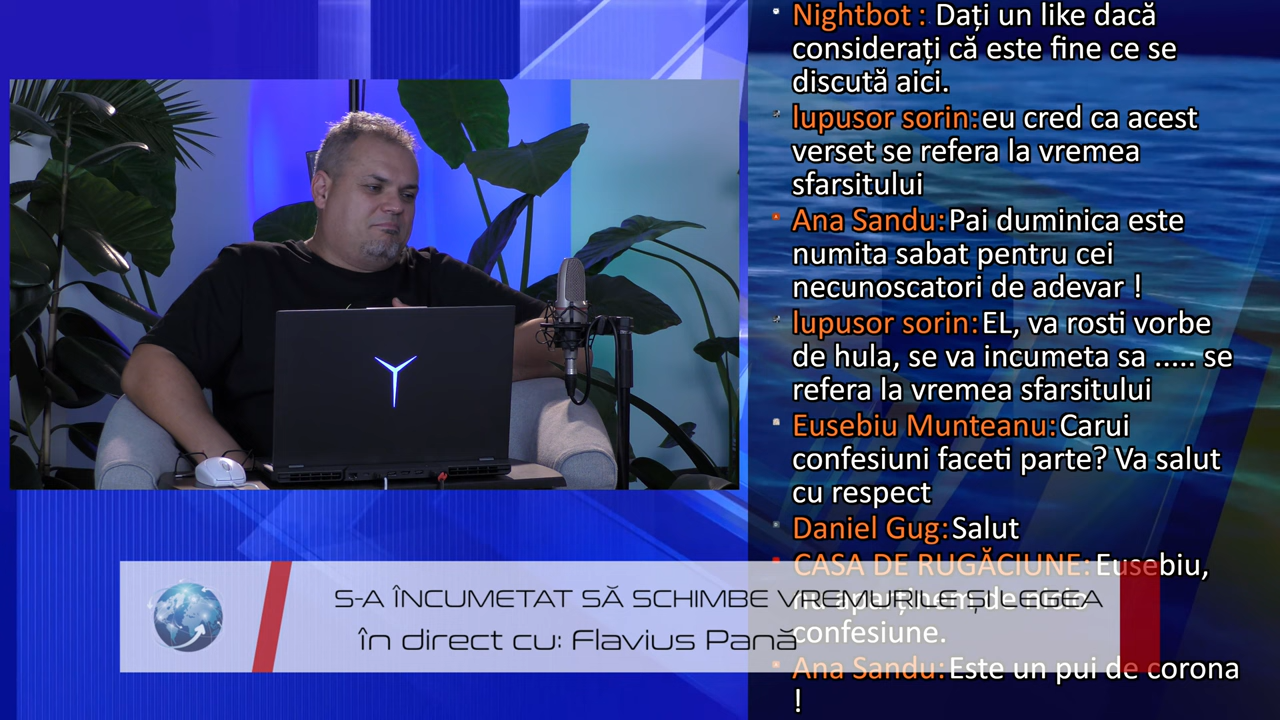 Nightbot : Dați un like dacă
considerați că este fine ce se
discută aici.
lupusor sorin: eu cred ca acest
verset se refera la vremea
sfarsitului
Ana Sandu: Pai duminica este
numita sabat pentru cei
necunoscatori de adevar !
lupusor sorin: EL, va rosti vorbe
de hula, se va incumeta sa ..... se
refera la vremea sfarsitului
Eusebiu Munteanu: Carui
confesiuni faceti parte? Va salut
cu respect
Daniel Gug: Salut
CASA DE RUGĂCIUNE: Eusebiu,
nu aparținem de nicio
confesiune.
Ana Sandu: Este un pui de corona
!
S-A ÎNCUMETAT SĂ SCHIMBE VREMURILE ȘI LEGEA
în direct cu: Flavius Pană